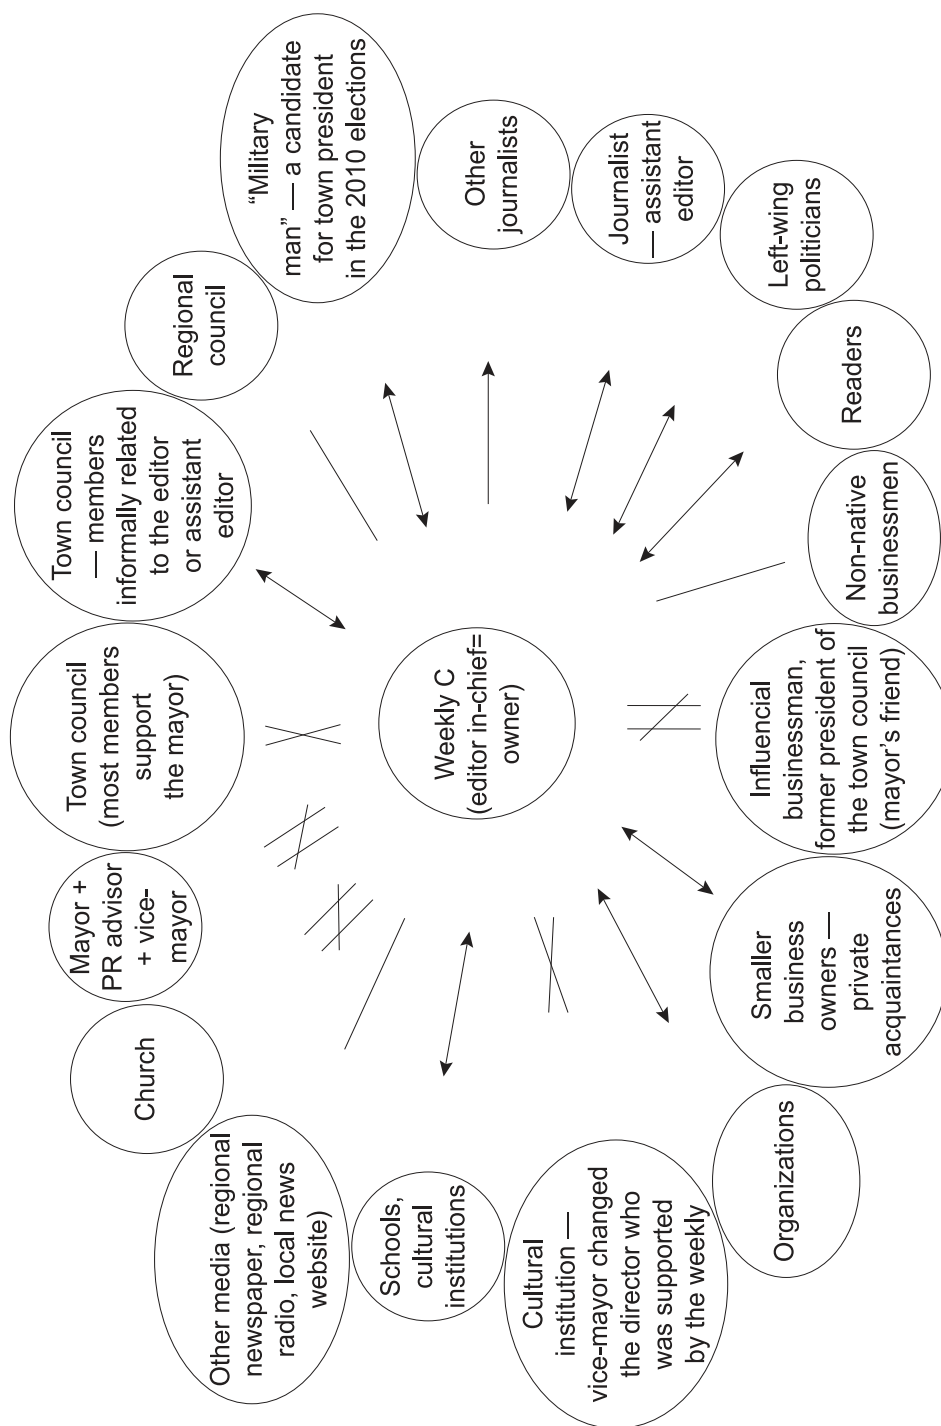 “Military
man” — a candidate
for town president
in the 2010 elections
Other
journalists
Journalist
— assistant
editor
Left-wing
politicians
Readers
Non-native
businessmen
Influential
businessman,
former president of
the town council
(mayor’s friend)
Smaller
business
owners —
private
acquaintances
Organizations
Cultural
institution —
vice-mayor changed
the director who
was supported
by the weekly
Schools,
cultural
institutions
Other media (regional
newspaper, regional
radio, local news
website)
Church
Mayor +
PR advisor
+ vice-
mayor
Town council
(most members
support
the mayor)
Town council
— members
informally related
to the editor
or assistant
editor
Regional
council
Weekly C
(editor in-chief=
owner)